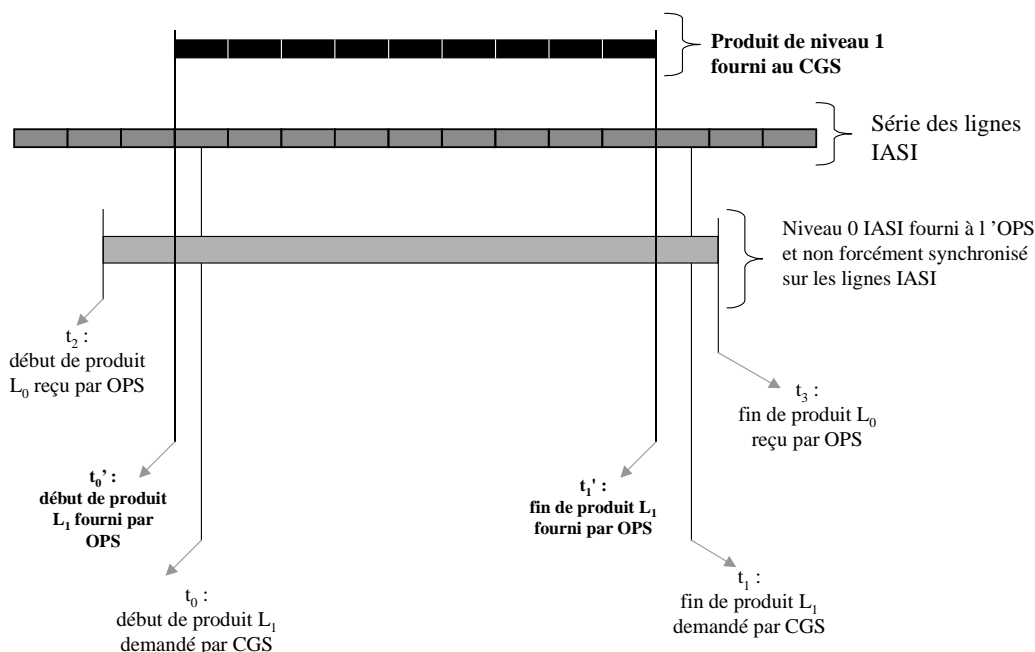 Produit de niveau 1
fourni au CGS
Série des lignes
IASI
Niveau 0 IASI fourni à l ’OPS
et non forcément synchronisé
sur les lignes IASI
t₂ :
début de produit
L₀ reçu par OPS
t₃ :
fin de produit L₀
reçu par OPS
t₀’ :
début de produit
L₁ fourni par
OPS
t₁' :
fin de produit L₁
fourni par OPS
t₀ :
début de produit L₁
demandé par CGS
t₁ :
fin de produit L₁
demandé par CGS